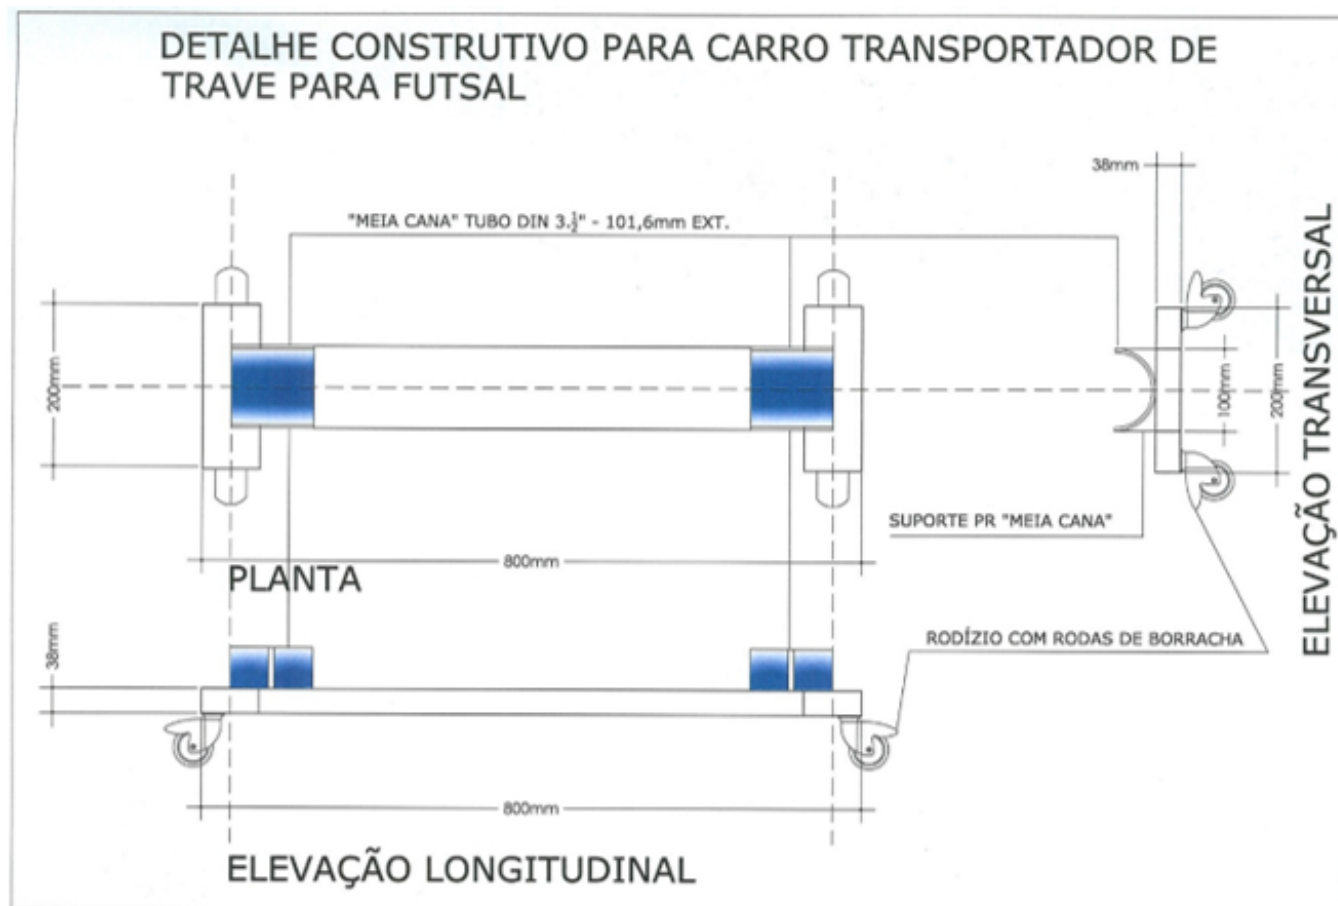 DETALHE CONSTRUTIVO PARA CARRO TRANSPORTADOR DE
TRAVE PARA FUTSAL
38mm
"MEIA CANA" TUBO DIN 3.½" - 101,6mm EXT.
200mm
100mm
200mm
ELEVAÇÃO TRANSVERSAL
SUPORTE PR "MEIA CANA"
800mm
PLANTA
RODÍZIO COM RODAS DE BORRACHA
38mm
800mm
ELEVAÇÃO LONGITUDINAL